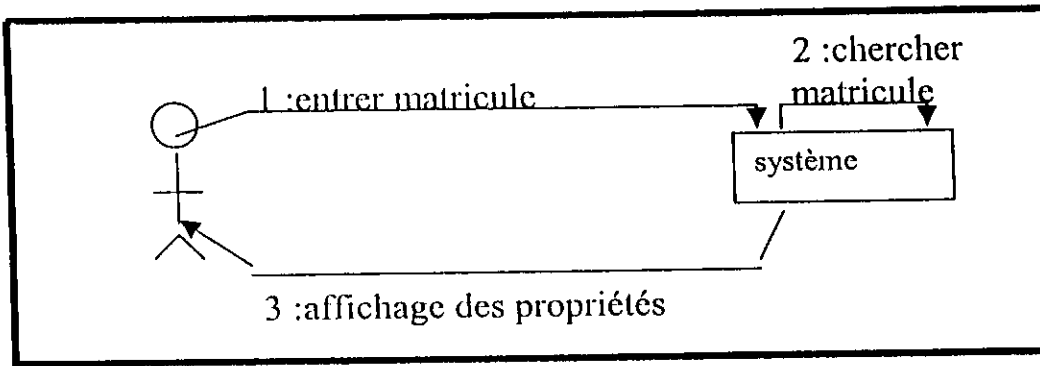 2 :chercher
matricule
1 :entrer matricule
système
3 :affichage des propriétés